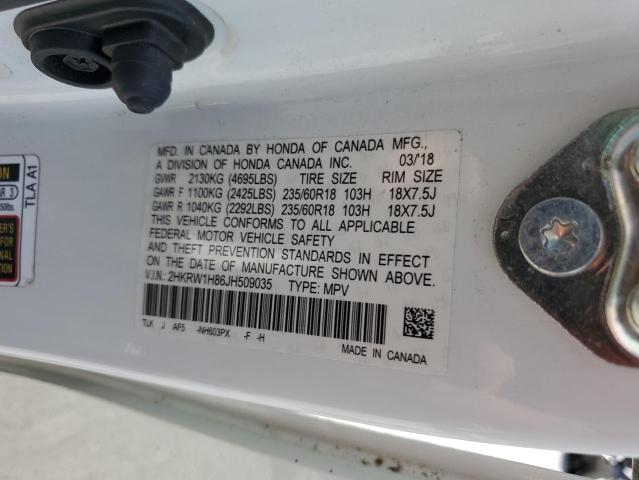 MFD. IN CANADA BY HONDA OF CANADA MFG.,
A DIVISION OF HONDA CANADA INC. 03/'18
GVWR 2130KG (4695LBS) TIRE SIZE RIM SIZE
GAWR F 1100KG (2425LBS) 235/60R18 103H 18X7.5J
GAWR R 1040KG (2292LBS) 235/60R18 103H 18X7.5J
THIS VEHICLE CONFORMS TO ALL APPLICABLE
FEDERAL MOTOR VEHICLE SAFETY
AND THEFT PREVENTION STANDARDS IN EFFECT
ON THE DATE OF MANUFACTURE SHOWN ABOVE.
V.I.N.: 2HKRW1H86JH509035 TYPE: MPV
TLK J AF5 -NH603PX -F -H
MADE IN CANADA
TLA A1